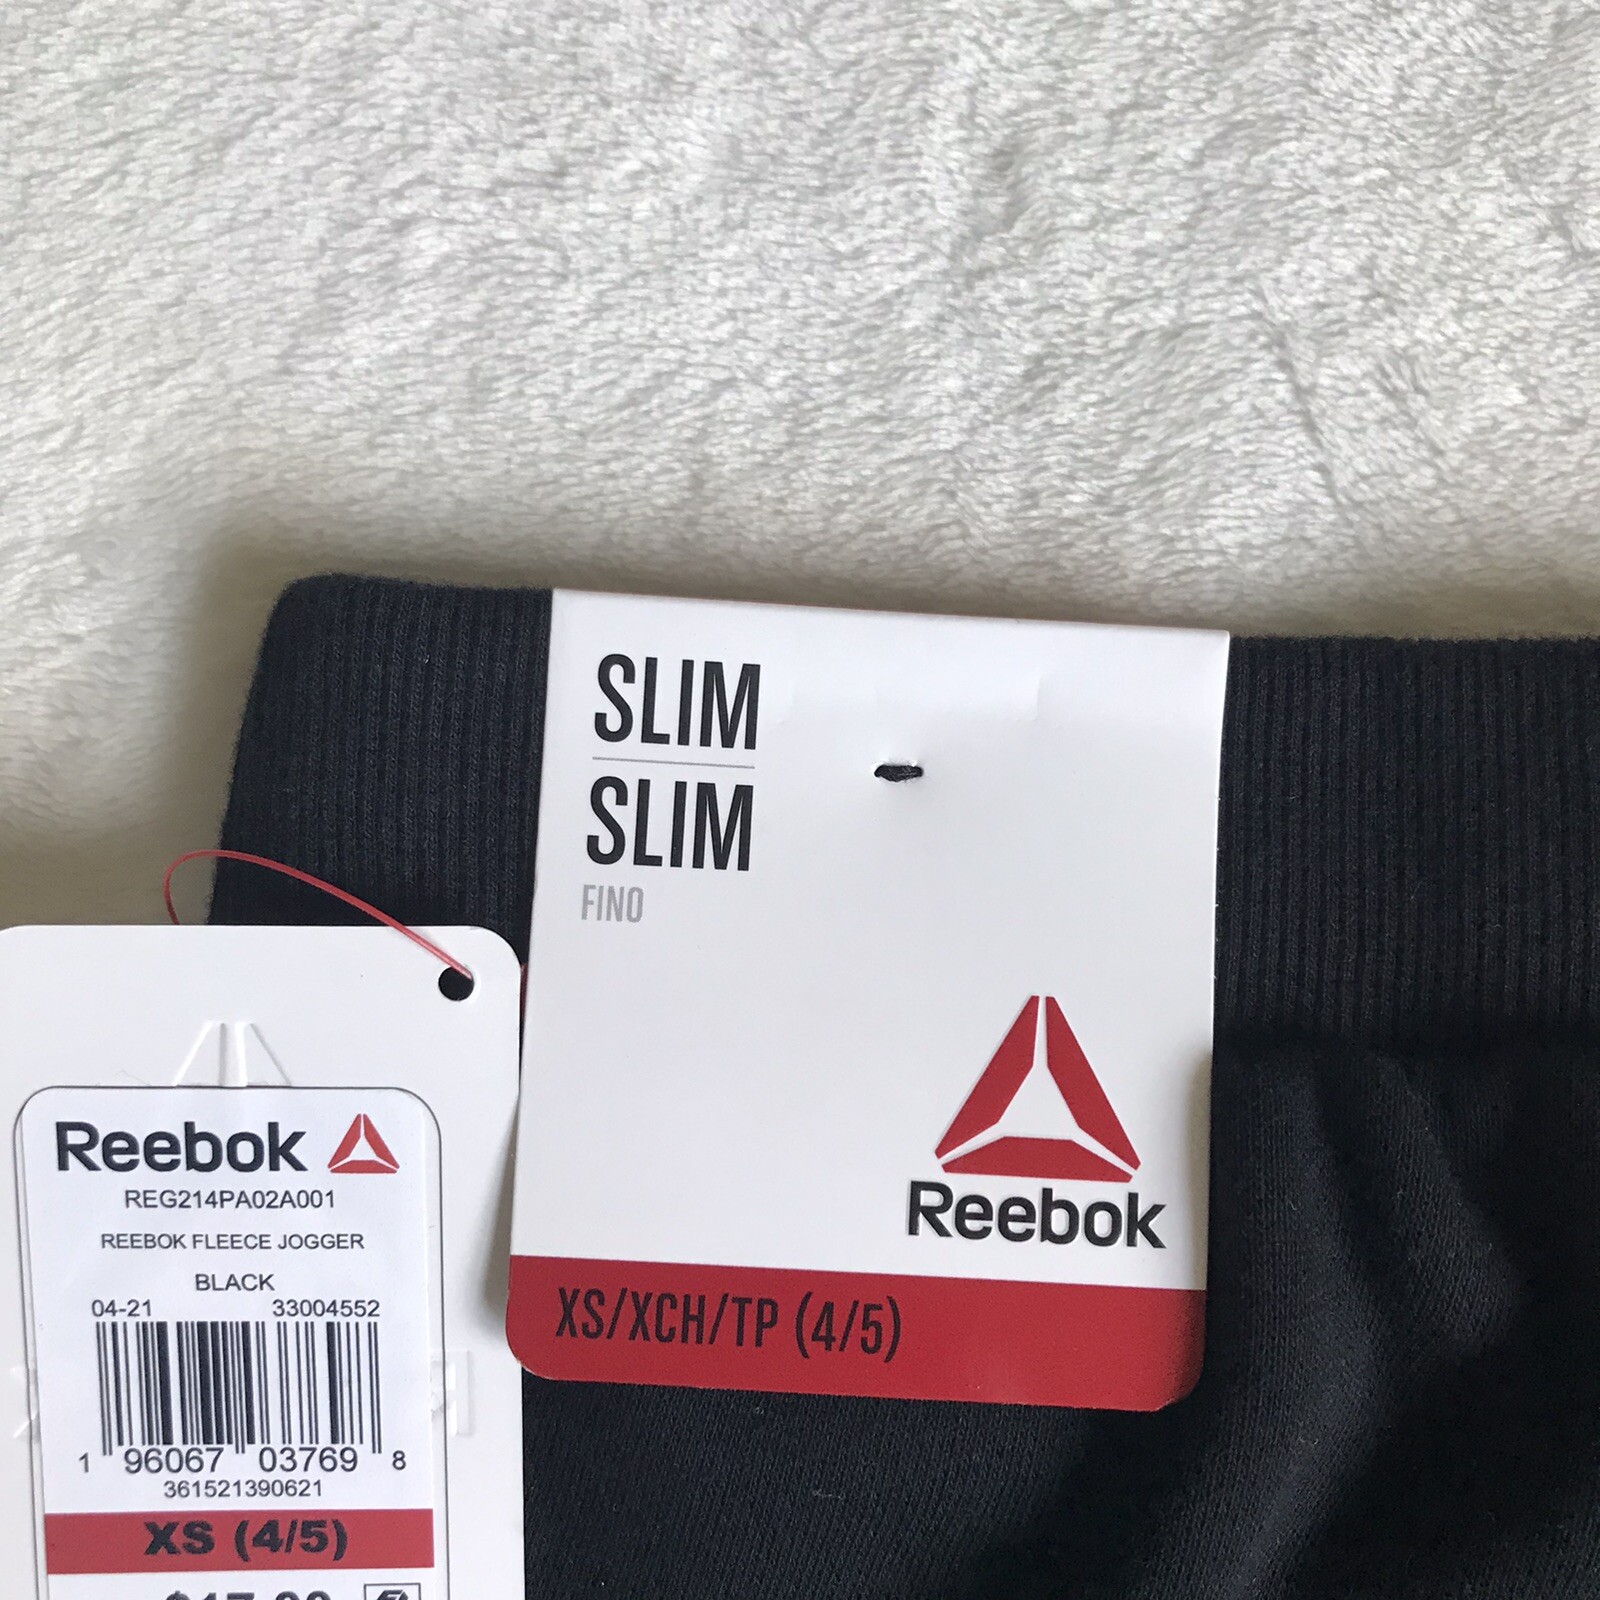 SLIM
SLIM
FINO
Reebok
XS/XCH/TP (4/5)
Reebok
REG214PA02A001
REEBOK FLEECE JOGGER
BLACK
04-21 33004552
1 96067 03769 8
361521390621
XS (4/5)